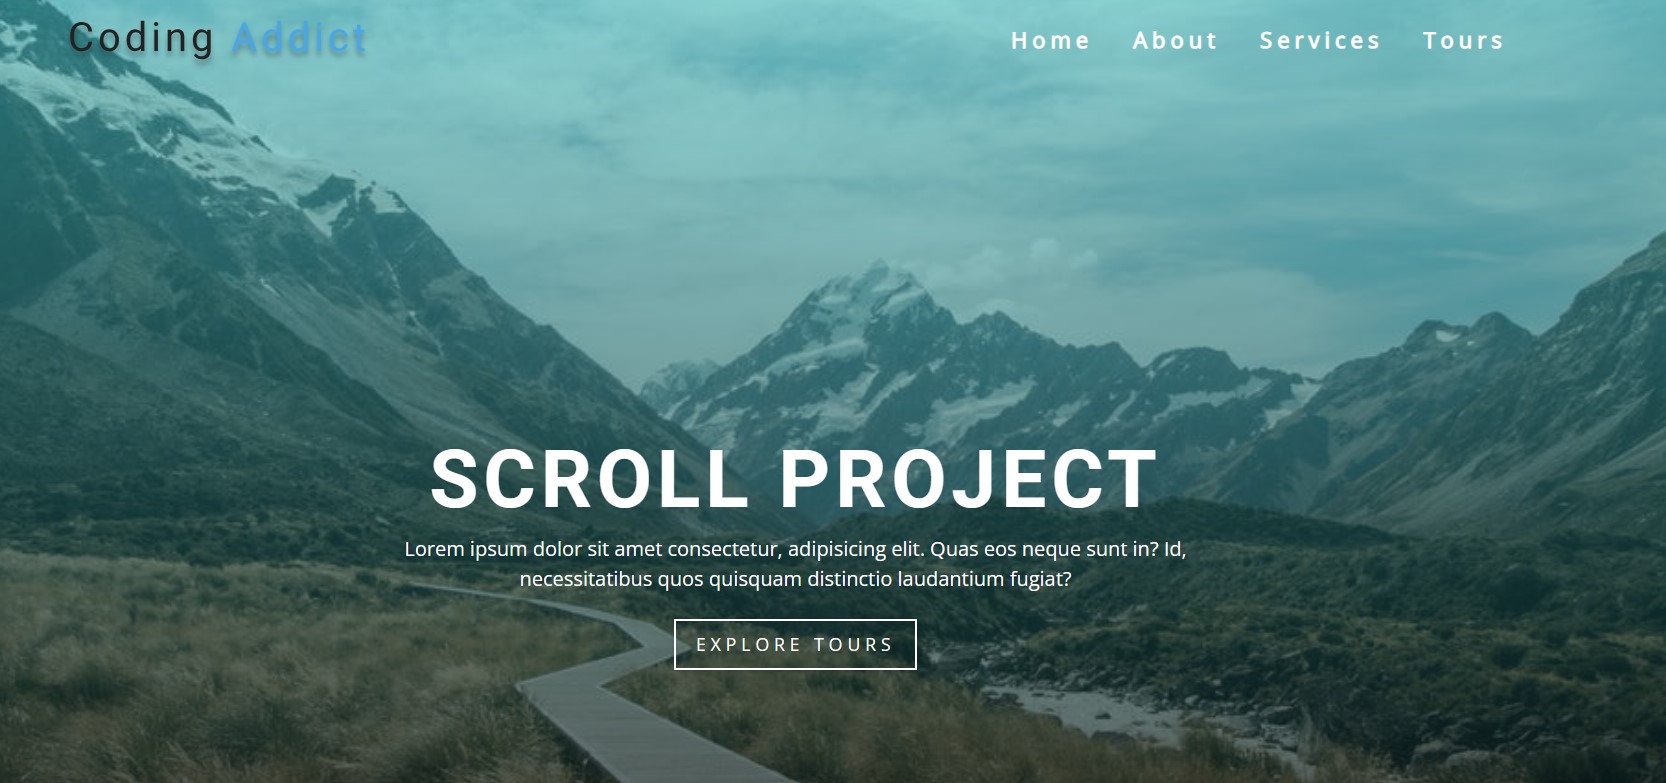 Coding Addict
Home About Services Tours
SCROLL PROJECT
Lorem ipsum dolor sit amet consectetur, adipisicing elit. Quas eos neque sunt in? Id,
necessitatibus quos quisquam distinctio laudantium fugiat?
EXPLORE TOURS